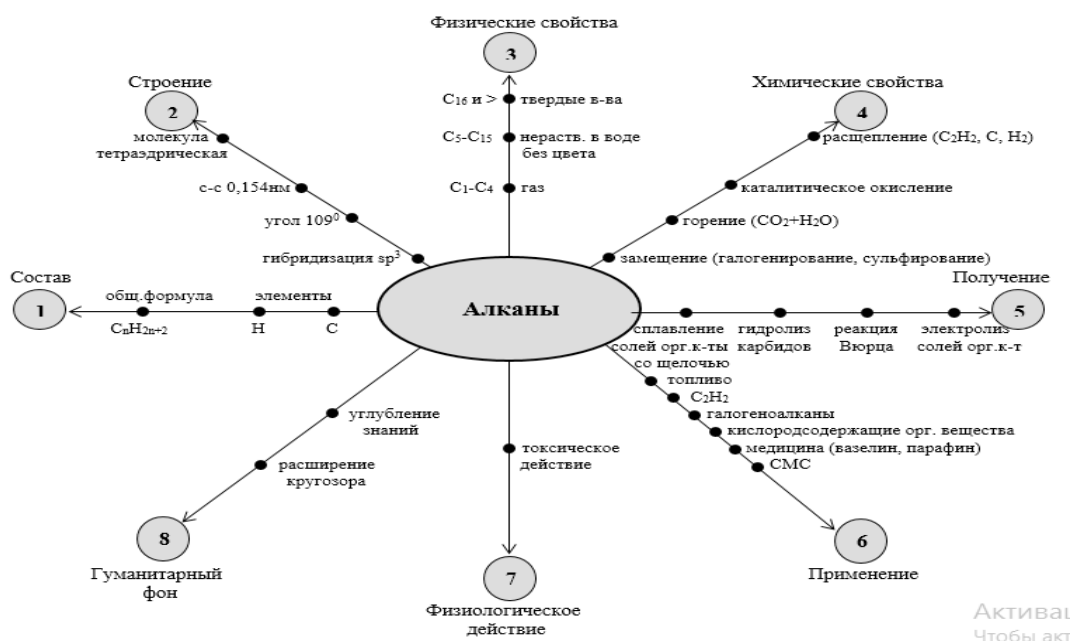 Физические свойства
3
C₁₆ и > твердые в-ва
C₅-C₁₅ нераств. в воде
без цвета
C₁-C₄ газ
Строение
2
молекула
тетраэдрическая
с-с 0,154нм
угол 109⁰
гибридизация sp³
Химические свойства
4
расщепление (C₂H₂, C, H₂)
каталитическое окисление
горение (CO₂+H₂O)
замещение (галогенирование, сульфирование)
Состав
1
общ.формула элементы
CₙH₂ₙ₊₂ H C
Алканы
Получение
5
сплавление
солей орг.к-ты
со щелочью
гидролиз
карбидов
реакция
Вюрца
электролиз
солей орг.к-т
топливо
C₂H₂
галогеноалканы
кислородсодержащие орг. вещества
медицина (вазелин, парафин)
СМС
6
Применение
токсическое
действие
7
Физиологическое
действие
углубление
знаний
расширение
кругозора
8
Гуманитарный
фон
Активац
Чтобы акт